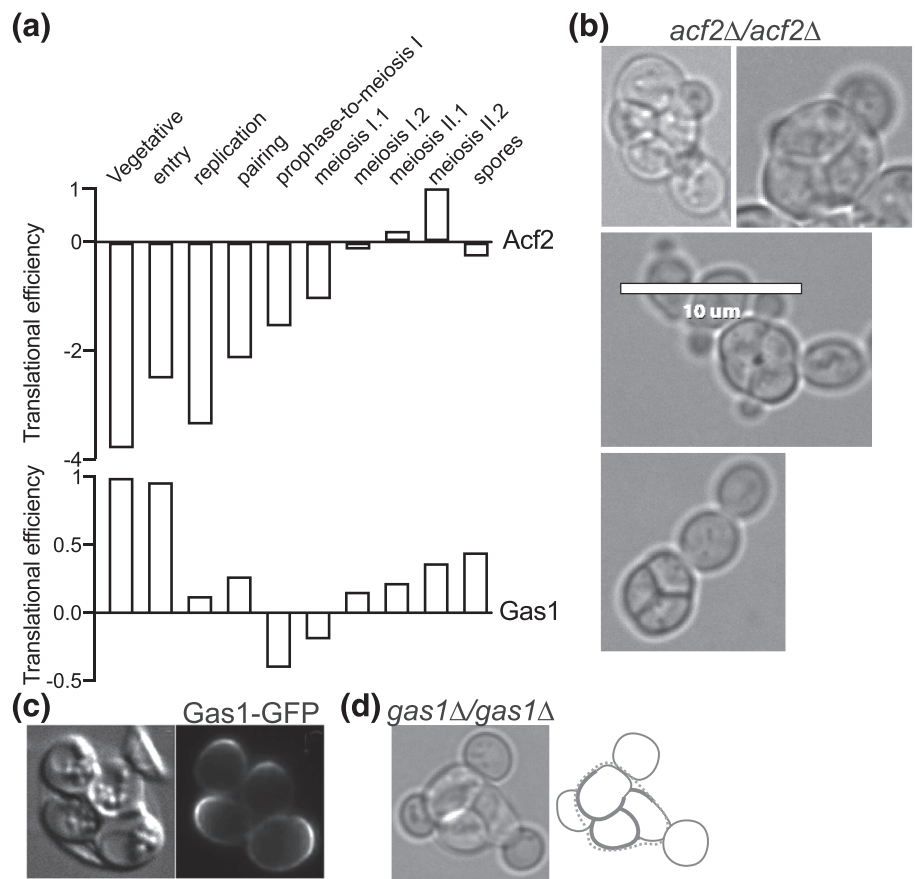 (a)
Vegetative
entry
replication
pairing
prophase-to-meiosis I
meiosis I.1
meiosis I.2
meiosis II.1
meiosis II.2
spores
Translational efficiency
1
0
-2
-4
Acf2
Translational efficiency
1
0.5
0.0
-0.5
Gas1
(b)
acf2Δ/acf2Δ
10 um
(c)
Gas1-GFP
(d)
gas1Δ/gas1Δ